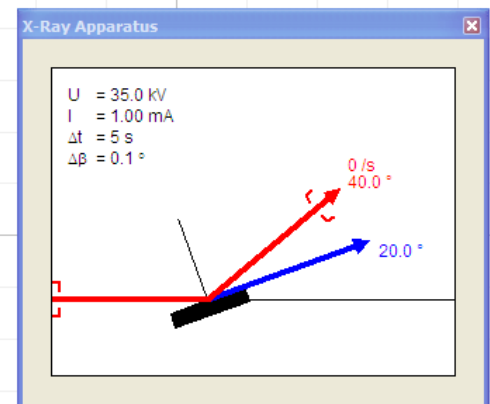 X-Ray Apparatus
U = 35.0 kV
I = 1.00 mA
Δt = 5 s
Δβ = 0.1 °
0 /s
40.0 °
20.0 °